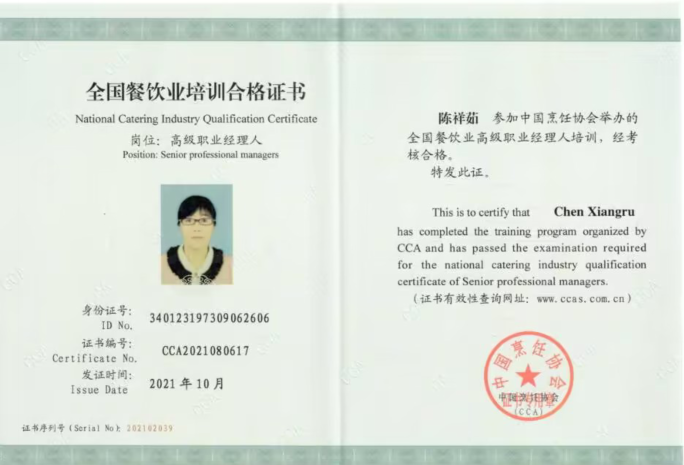 全国餐饮业培训合格证书
National Catering Industry Qualification Certificate
岗位：高级职业经理人
Position: Senior professional managers
身份证号：
ID No.
340123197309062606
证书编号：
Certificate No.
CCA2021080617
发证时间：
Issue Date
2021 年 10 月
证书序列号（Serial No）：202102039
陈祥茹 参加中国烹饪协会举办的
全国餐饮业高级职业经理人培训，经考
核合格。
特发此证。
This is to certify that Chen Xiangru
has completed the training program organized by
CCA and has passed the examination required
for the national catering industry qualification
certificate of Senior professional managers.
（证书有效性查询网址：www.ccas.com.cn）
中国烹饪协会
中国烹饪协会
（CCA）